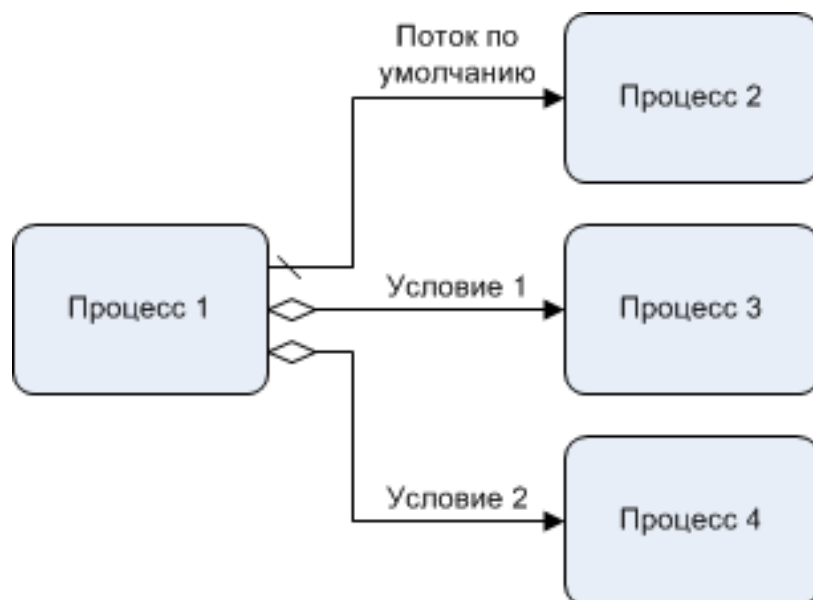 Поток по
умолчанию
Процесс 2
Процесс 1
Условие 1
Процесс 3
Условие 2
Процесс 4